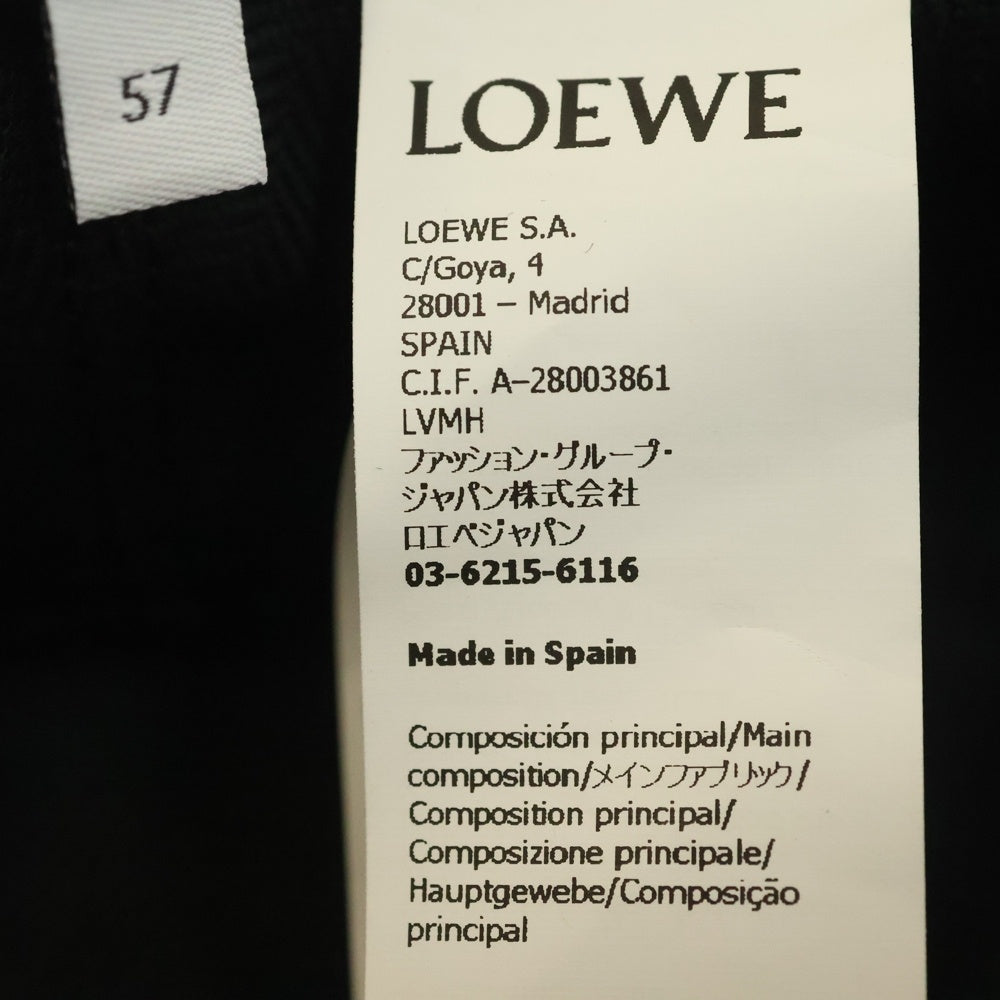 57
LOEWE
LOEWE S.A.
C/Goya, 4
28001 – Madrid
SPAIN
C.I.F. A–28003861
LVMH
ファッション・グループ・
ジャパン株式会社
ロエベジャパン
03-6215-6116
Made in Spain
Composición principal/Main
composition/メインファブリック/
Composition principal/
Composizione principale/
Hauptgewebe/Composição
principal